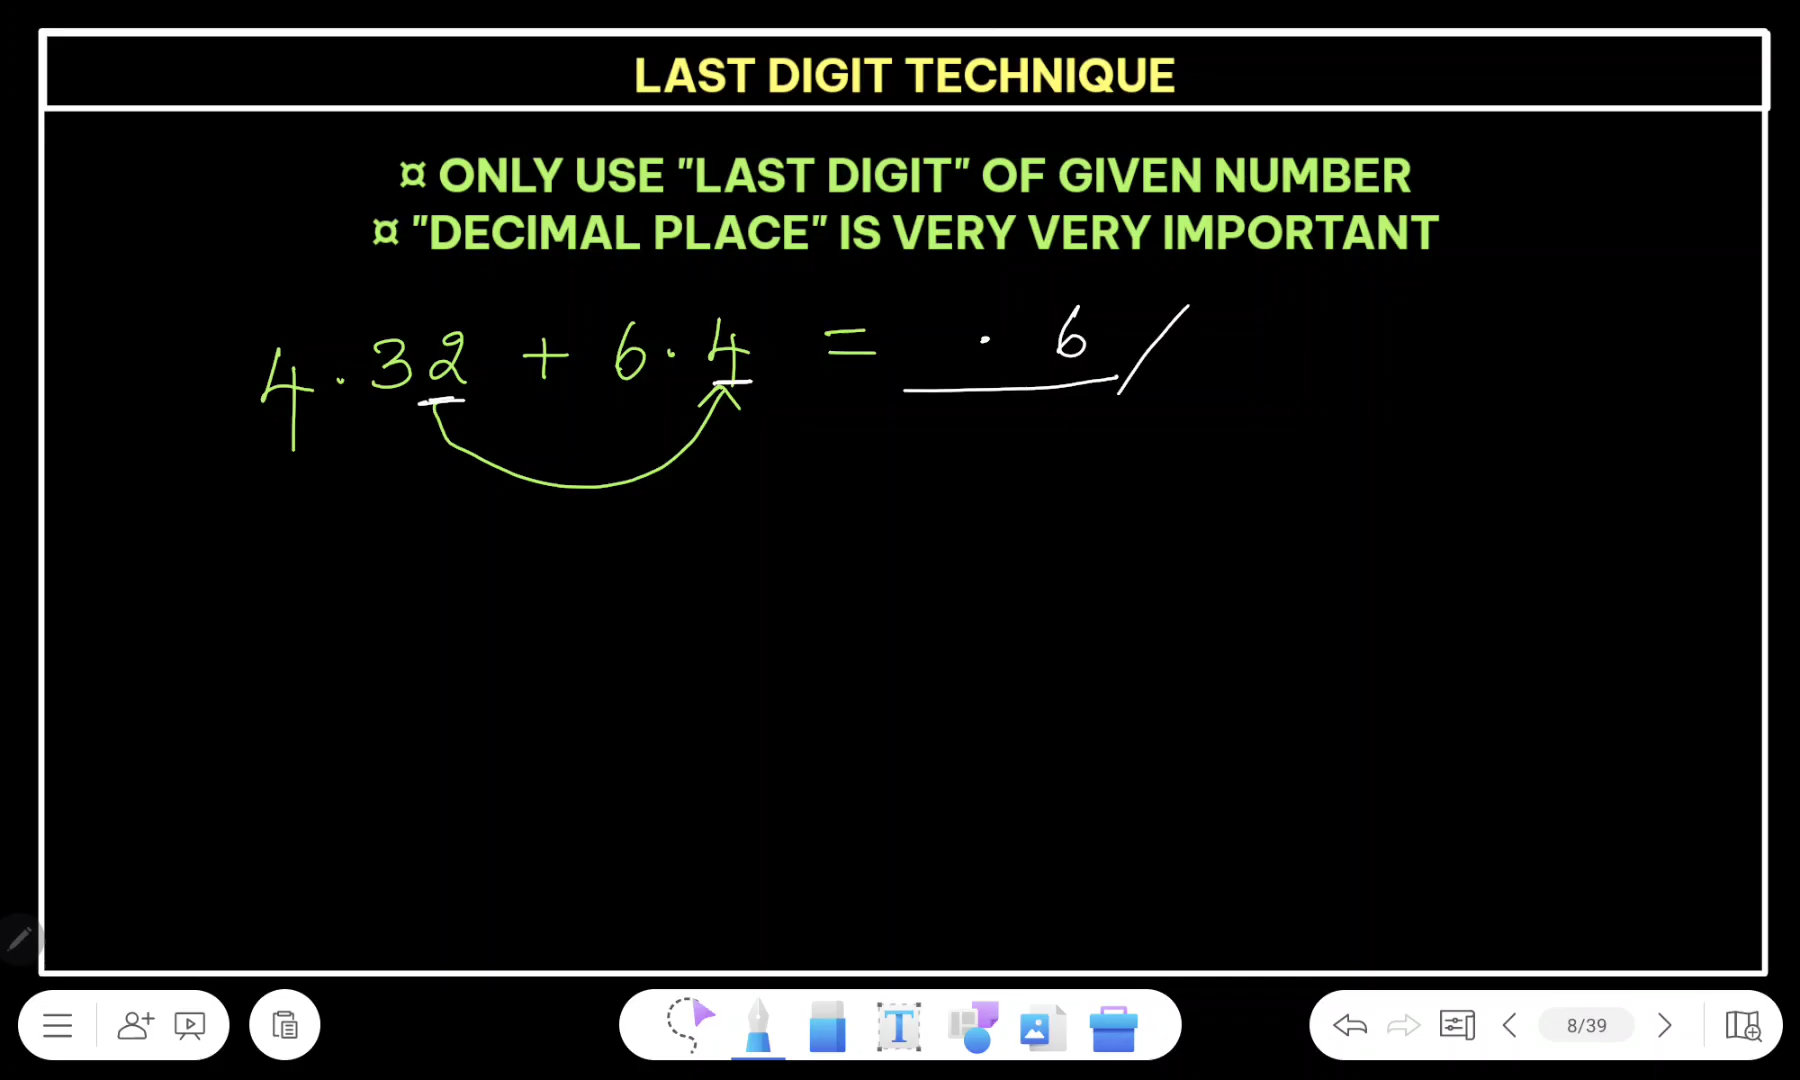 LAST DIGIT TECHNIQUE
¤ ONLY USE "LAST DIGIT" OF GIVEN NUMBER
¤ "DECIMAL PLACE" IS VERY VERY IMPORTANT
4.32 + 6.4 = . 6/
T
8/39